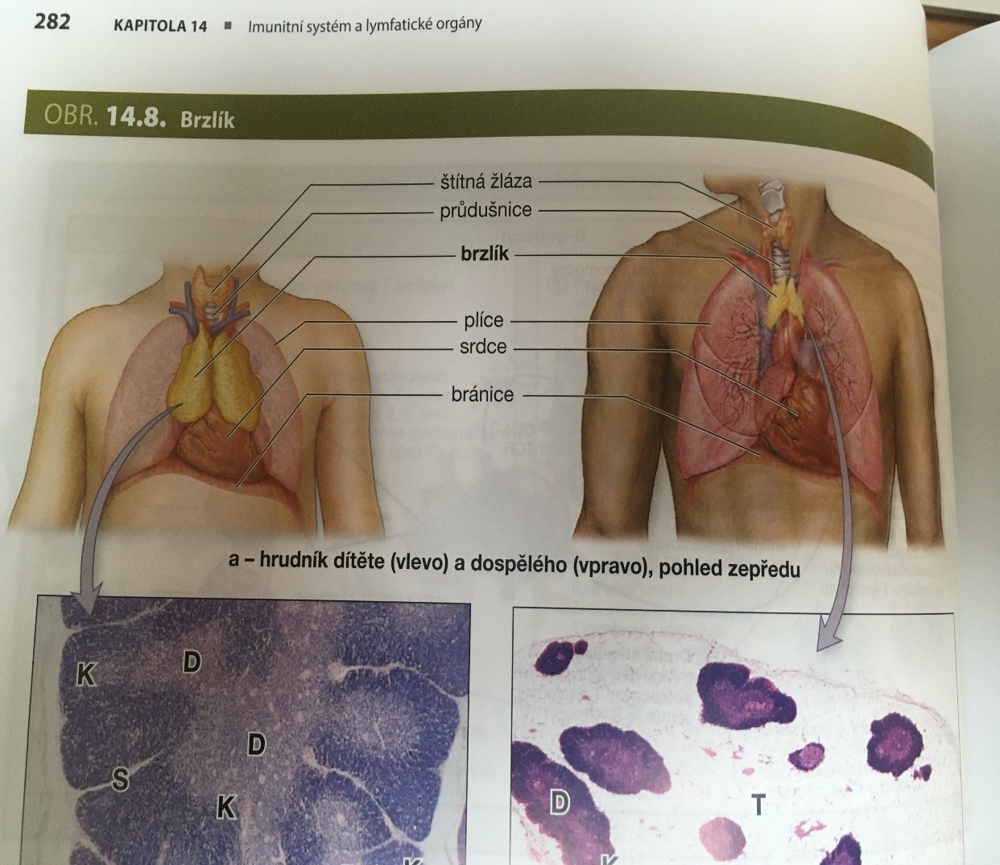 282 KAPITOLA 14 ■ Imunitní systém a lymfatické orgány
OBR. 14.8. Brzlík
štítná žláza
průdušnice
brzlík
plíce
srdce
bránice
a – hrudník dítěte (vlevo) a dospělého (vpravo), pohled zepředu
K
D
D
S
K
K
D
T
K